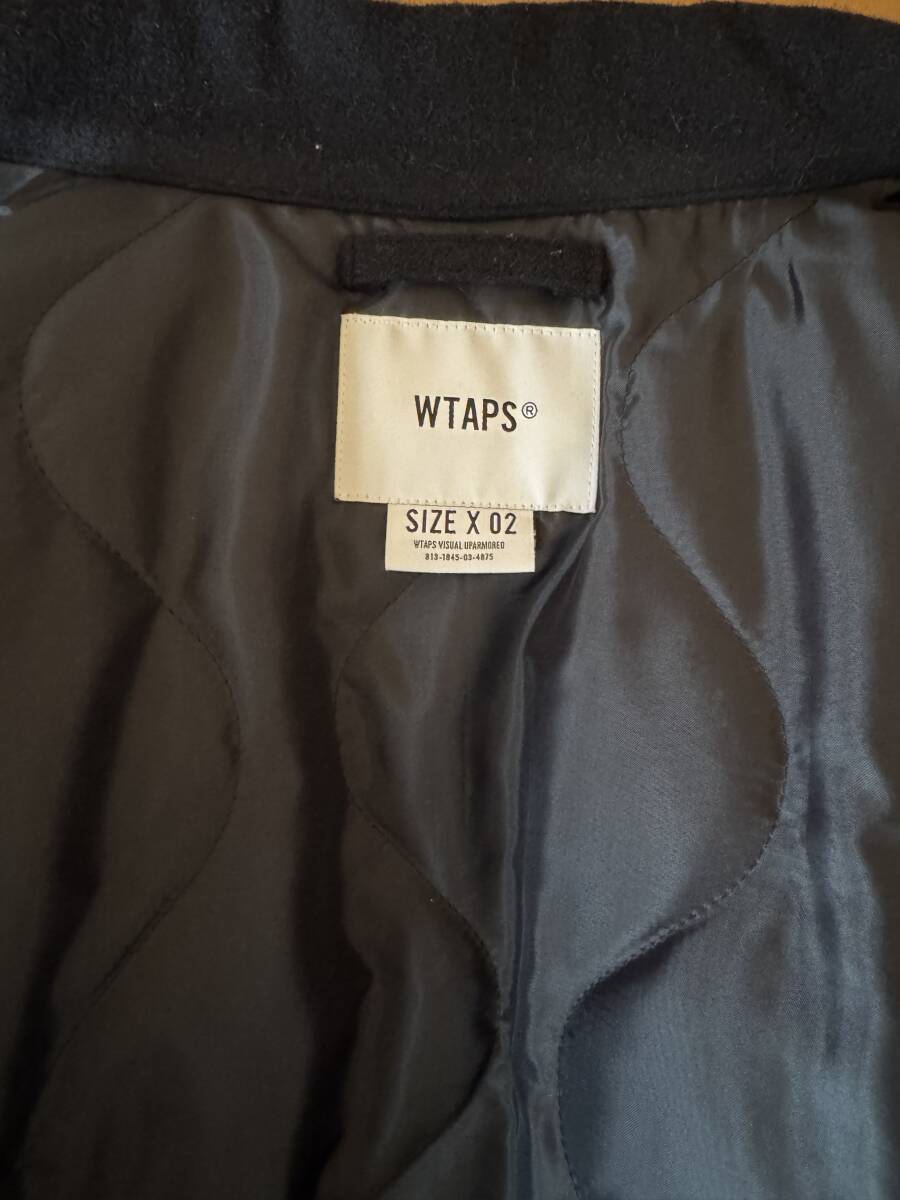 WTAPS®
SIZE X 02
WTAPS VISUAL UPARMORED
813-1845-03-4875